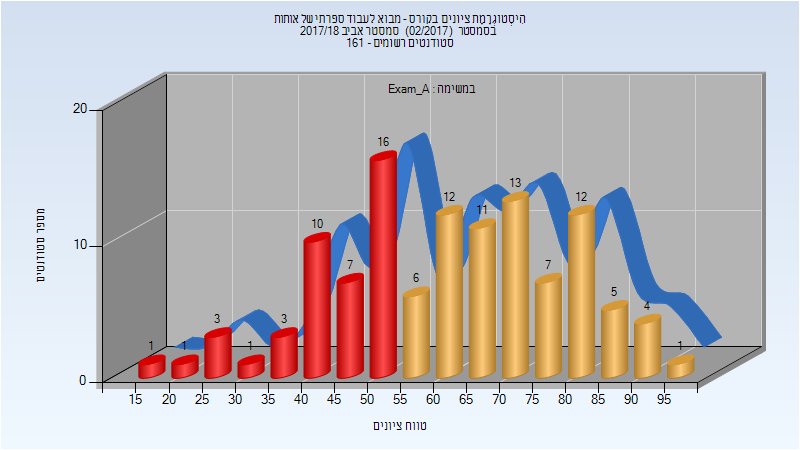 היסטוגרמת ציונים בקורס - מבוא לעבוד ספרתי של אותות
בסמסטר (02/2017) סמסטר אביב 2017/18
סטודנטים רשומים - 161
במשימה : Exam_A
מספר סטודנטים
20
10
0
1
1
3
1
3
10
7
16
6
12
11
13
7
12
5
4
1
15 20 25 30 35 40 45 50 55 60 65 70 75 80 85 90 95
טווח ציונים